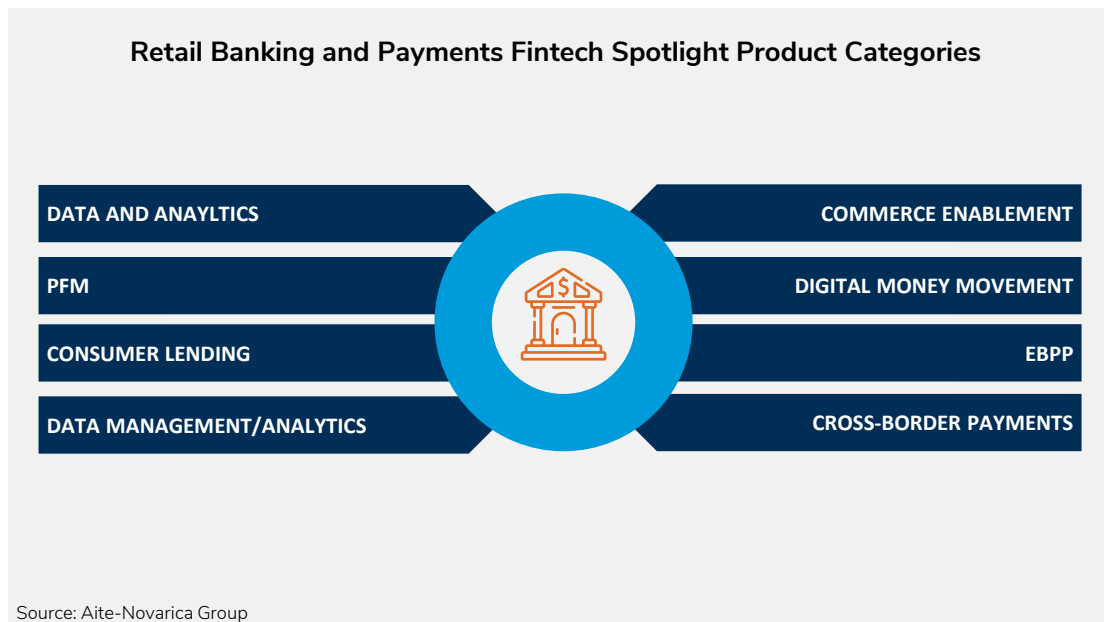 Retail Banking and Payments Fintech Spotlight Product Categories
DATA AND ANAYLTICS
PFM
CONSUMER LENDING
DATA MANAGEMENT/ANALYTICS
$
COMMERCE ENABLEMENT
DIGITAL MONEY MOVEMENT
EBPP
CROSS-BORDER PAYMENTS
Source: Aite-Novarica Group